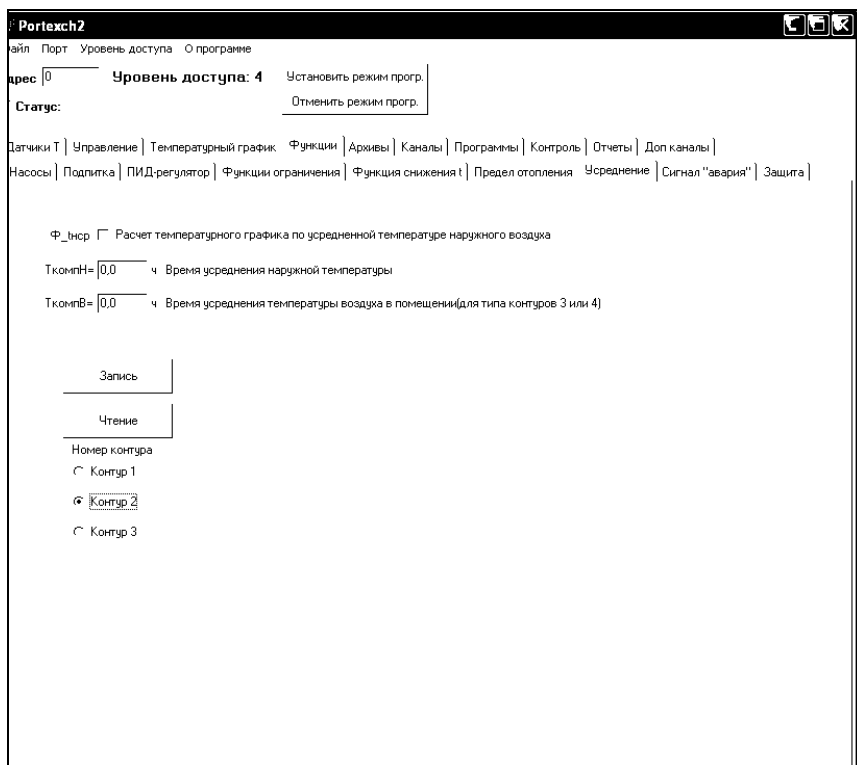 Portexch2
айл Порт Уровень доступа О программе
дрес 0 Уровень доступа: 4 Установить режим прогр.
Статус: Отменить режим прогр.
Датчики Т Управление Температурный график Функции Архивы Каналы Программы Контроль Отчеты Доп каналы
Насосы Подпитка ПИД-регулятор Функции ограничения Функция снижения t Предел отопления Усреднение Сигнал "авария" Защита
Ф_tнср Расчет температурного графика по усредненной температуре наружного воздуха
ТкомпН= 0,0 ч Время усреднения наружной температуры
ТкомпВ= 0,0 ч Время усреднения температуры воздуха в помещении(для типа контуров 3 или 4)
Запись
Чтение
Номер контура
Контур 1
Контур 2
Контур 3